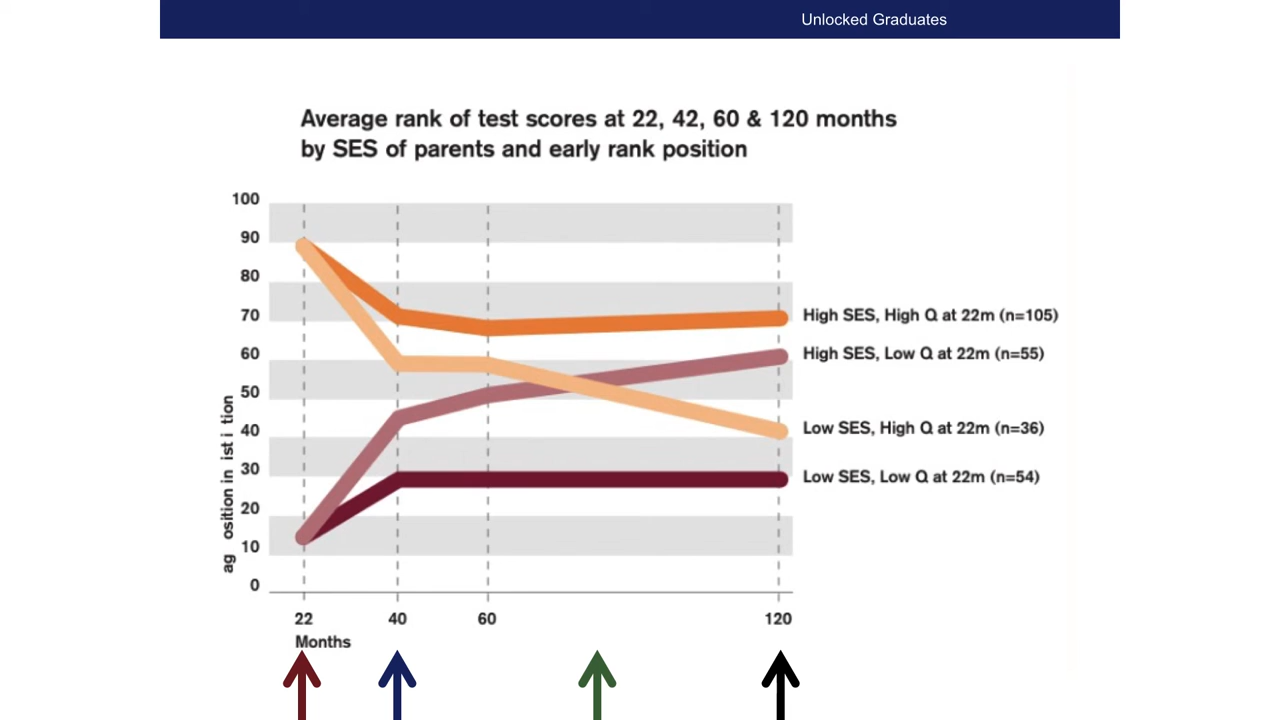 Unlocked Graduates
Average rank of test scores at 22, 42, 60 & 120 months
by SES of parents and early rank position
100
90
80
70
60
50
40
30
20
10
0
High SES, High Q at 22m (n=105)
High SES, Low Q at 22m (n=55)
Low SES, High Q at 22m (n=36)
Low SES, Low Q at 22m (n=54)
22
40
60
120
Months